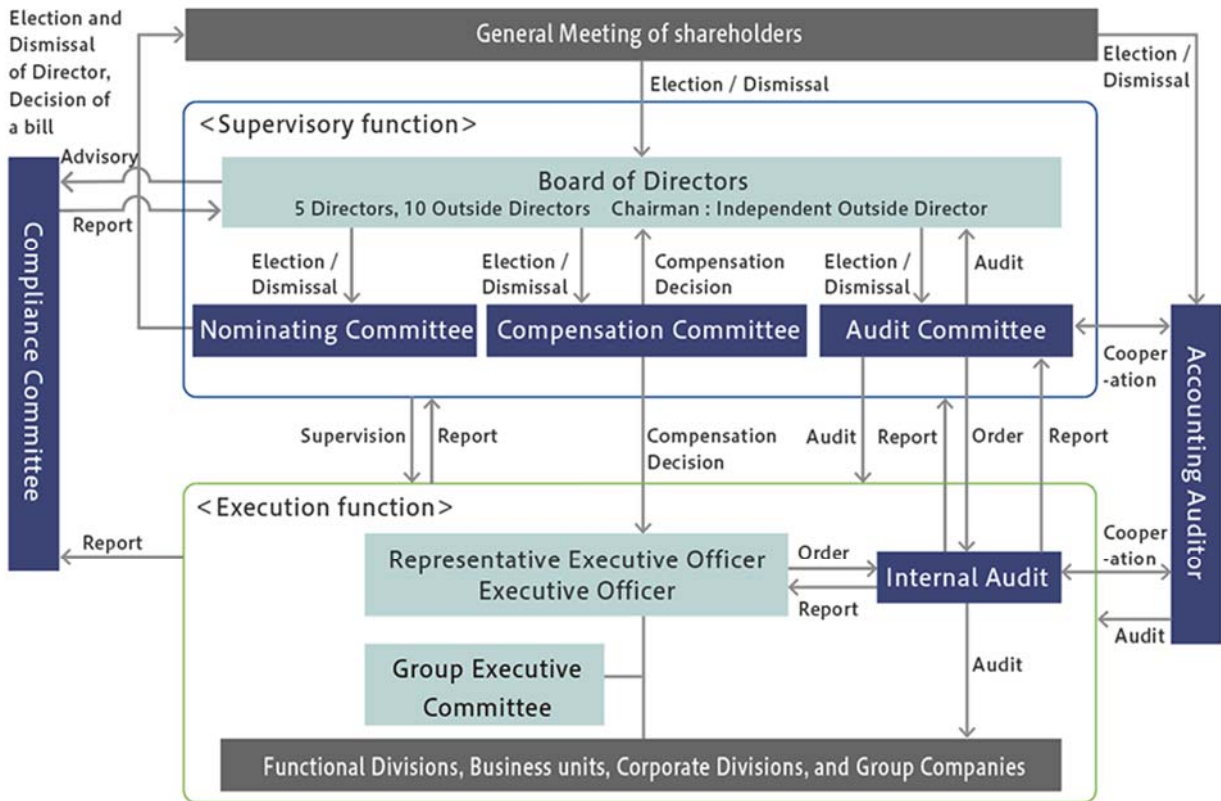 Election and
Dismissal
of Director,
Decision of
a bill
General Meeting of shareholders
Election / Dismissal
Election /
Dismissal
<Supervisory function>
Advisory
Report
Board of Directors
5 Directors, 10 Outside Directors Chairman : Independent Outside Director
Election /
Dismissal
Election /
Dismissal
Compensation
Decision
Election /
Dismissal
Audit
Nominating Committee
Compensation Committee
Audit Committee
Cooper
-ation
Compliance Committee
Accounting Auditor
Supervision
Report
Compensation
Decision
Audit
Report
Order
Report
<Execution function>
Report
Representative Executive Officer
Executive Officer
Order
Report
Internal Audit
Cooper
-ation
Audit
Group Executive
Committee
Audit
Functional Divisions, Business units, Corporate Divisions, and Group Companies